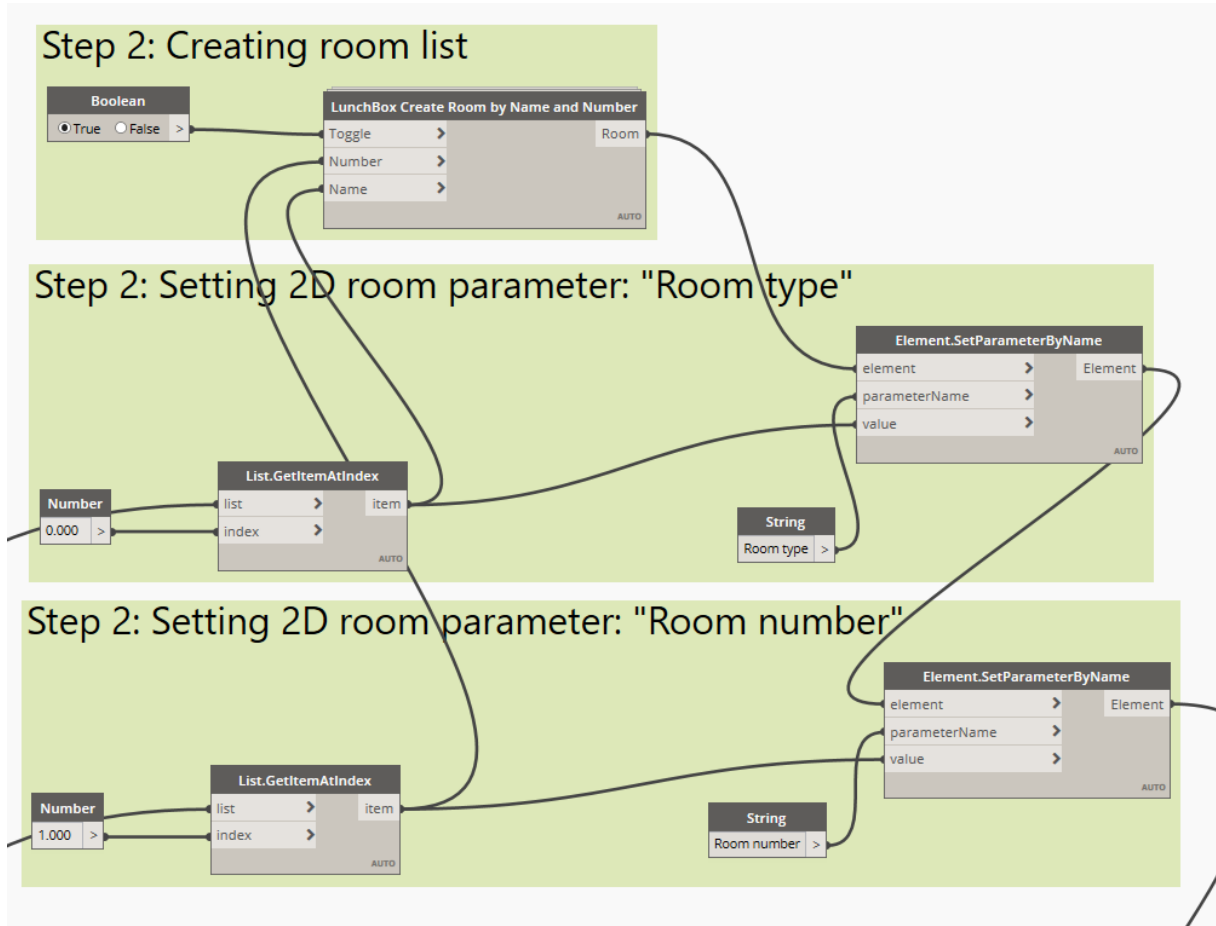 Step 2: Creating room list
Boolean
True False >
LunchBox Create Room by Name and Number
Toggle > Room
Number >
Name >
AUTO
Step 2: Setting 2D room parameter: "Room type"
Element.SetParameterByName
element > Element
parameterName >
value >
AUTO
List.GetItemAtIndex
list > item
index >
AUTO
Number
0.000 >
String
Room type >
Step 2: Setting 2D room parameter: "Room number"
Element.SetParameterByName
element > Element
parameterName >
value >
AUTO
List.GetItemAtIndex
list > item
index >
AUTO
Number
1.000 >
String
Room number >